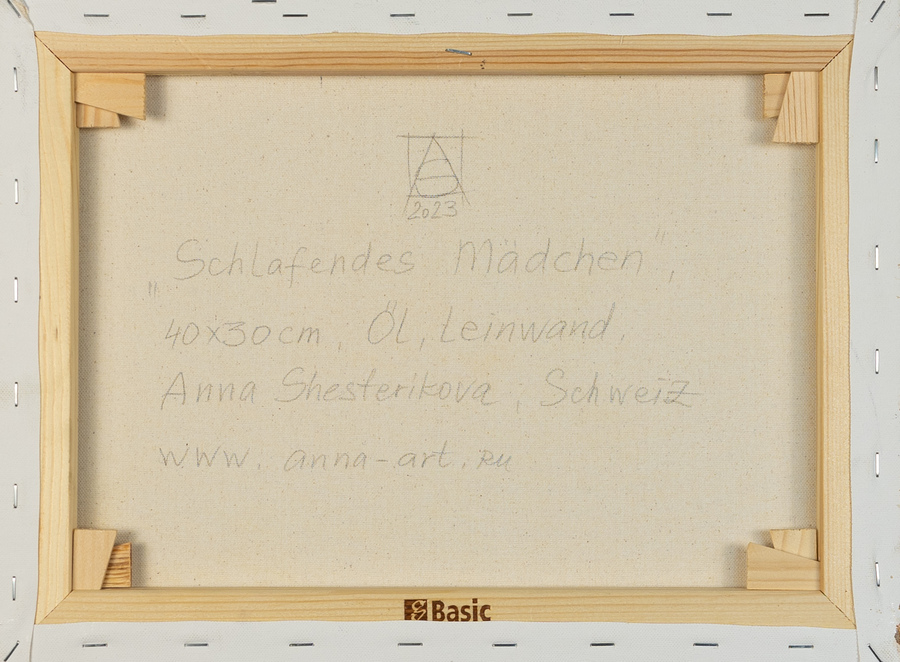 2023
"Schlafendes Mädchen",
40x30cm, Öl, Leinwand.
Anna Shesterikova, Schweiz
www.anna-art.ru
Basic